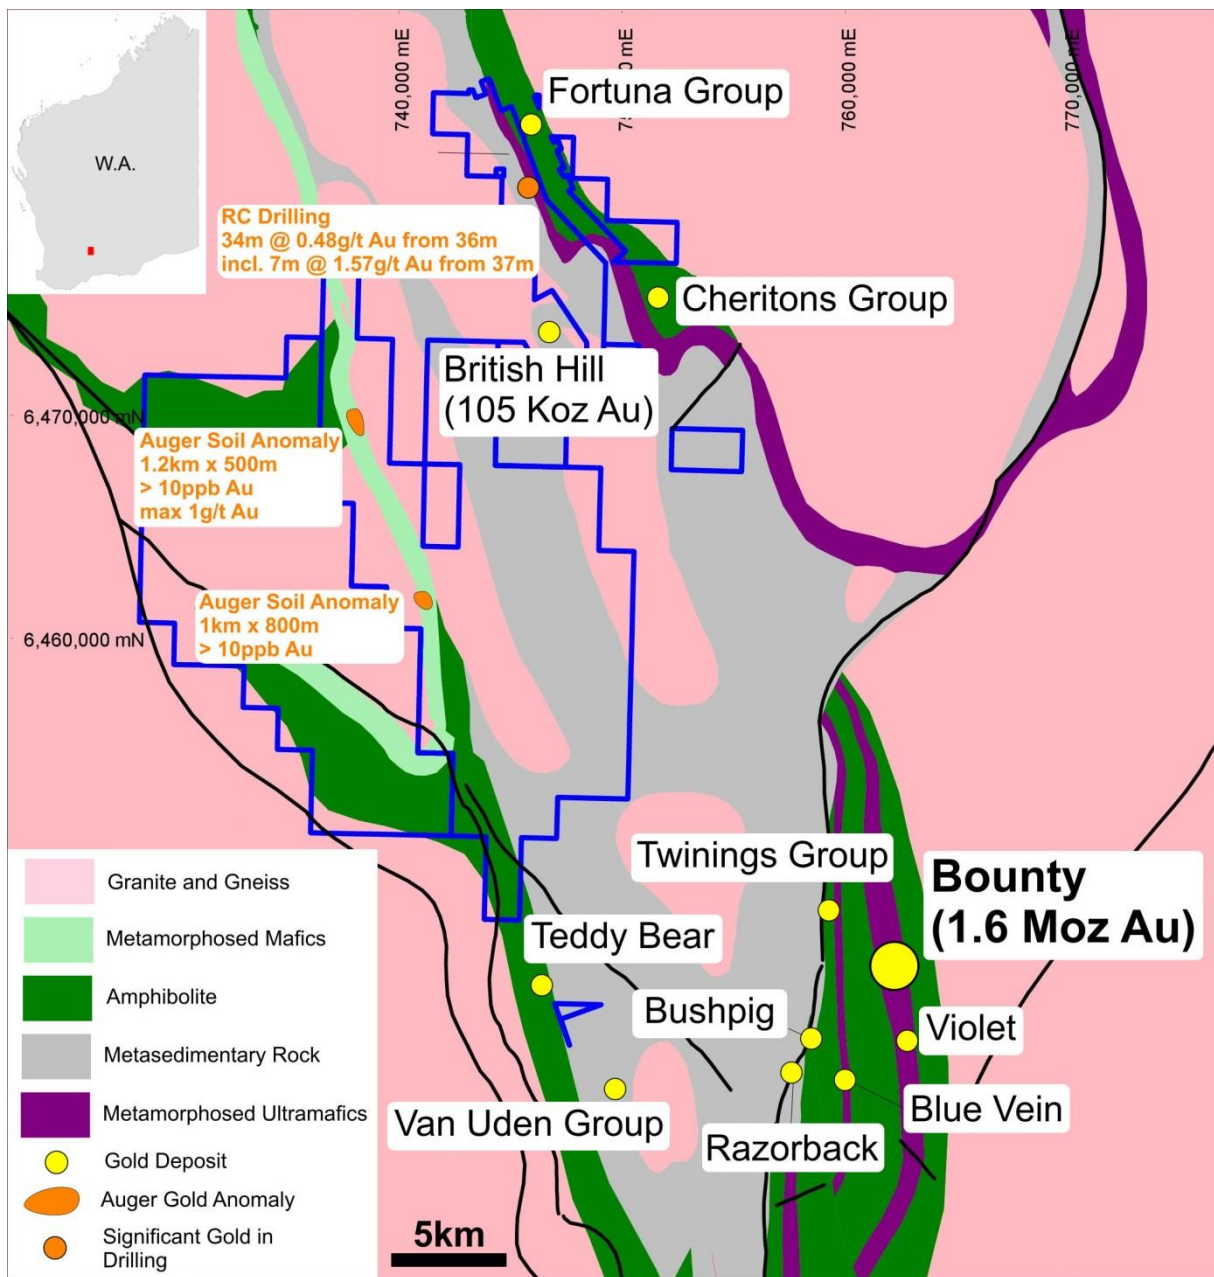 W.A.
740,000 mE
760,000 mE
770,000 mE
Fortuna Group
RC Drilling
34m @ 0.48g/t Au from 36m
incl. 7m @ 1.57g/t Au from 37m
Cheritons Group
British Hill
(105 Koz Au)
6,470,000 mN
Auger Soil Anomaly
1.2km x 500m
> 10ppb Au
max 1g/t Au
Auger Soil Anomaly
1km x 800m
> 10ppb Au
6,460,000 mN
Twinings Group
Bounty
(1.6 Moz Au)
Teddy Bear
Bushpig
Violet
Van Uden Group
Blue Vein
Razorback
Granite and Gneiss
Metamorphosed Mafics
Amphibolite
Metasedimentary Rock
Metamorphosed Ultramafics
Gold Deposit
Auger Gold Anomaly
Significant Gold in
Drilling
5km